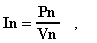 In = Pn / Vn ,